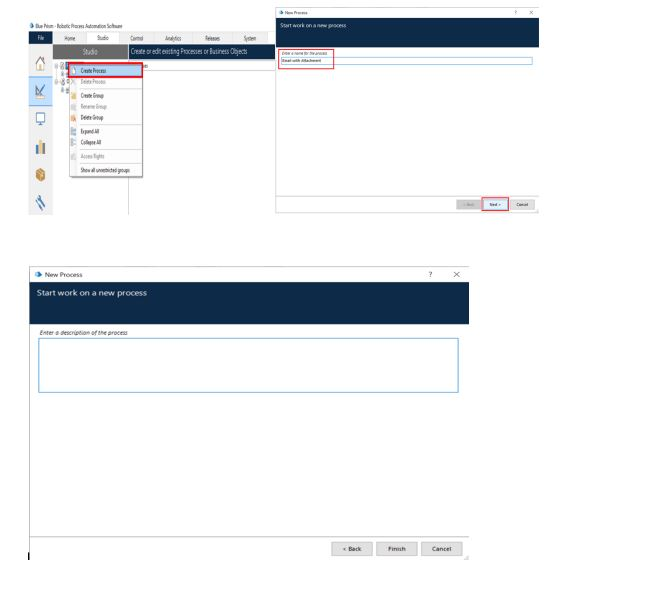 Blue Prism - Robotic Process Automation Software
File Home Studio Control Analytics Releases System
Studio Create or edit existing Processes or Business Objects
Create Process
Delete Process
Create Group
Rename Group
Delete Group
Expand All
Collapse All
Access Rights
Show all unrestricted groups
New Process ? ×
Start work on a new process
Enter a name for the process
Email with Attachment
< Back Next > Cancel
New Process ? ×
Start work on a new process
Enter a description of the process
< Back Finish Cancel